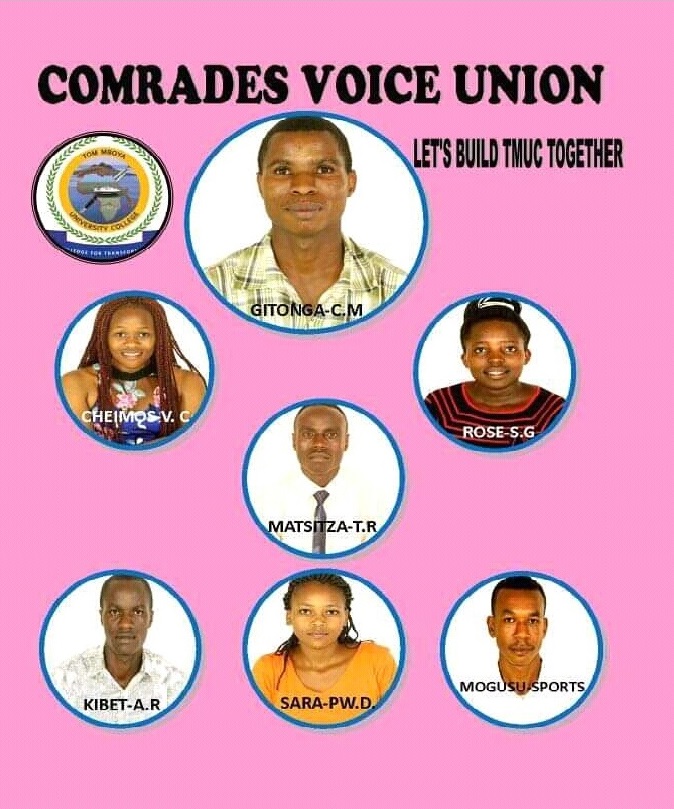 COMRADES VOICE UNION
LET'S BUILD TMUC TOGETHER
TOM MBOYA
UNIVERSITY COLLEGE
GITONGA-C.M
CHEIMOS-V. C
ROSE-S.G
MATSITZA-T.R
KIBET-A.R
SARA-PW.D.
MOGUSU-SPORTS